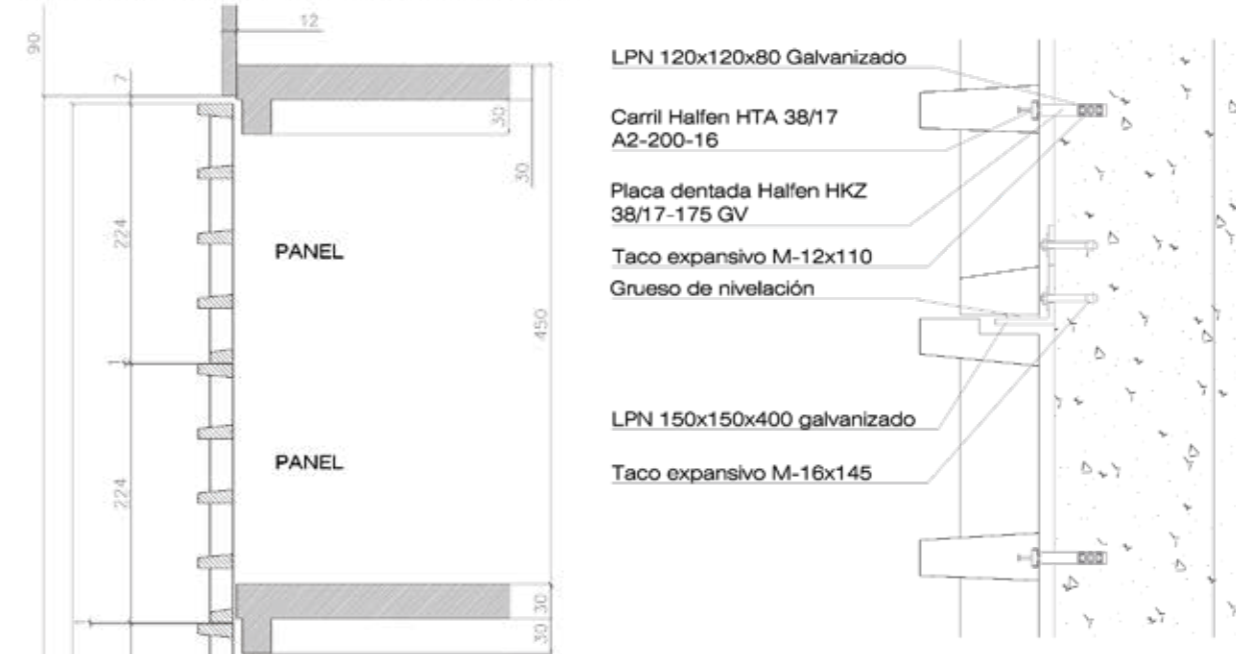 90
12
7
30
30
224
PANEL
450
1
PANEL
224
30
30
1
LPN 120x120x80 Galvanizado
Carril Halfen HTA 38/17
A2-200-16
Placa dentada Halfen HKZ
38/17-175 GV
Taco expansivo M-12x110
Grueso de nivelación
LPN 150x150x400 galvanizado
Taco expansivo M-16x145